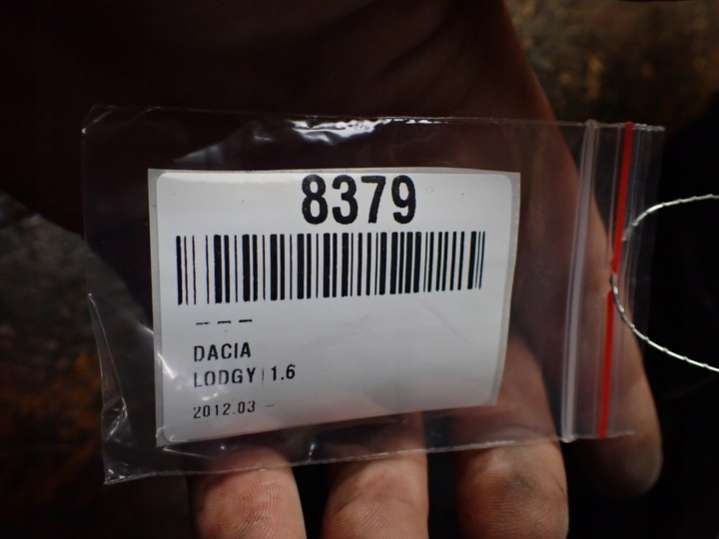 8379
– – –
DACIA
LODGY | 1.6
2012.03 –